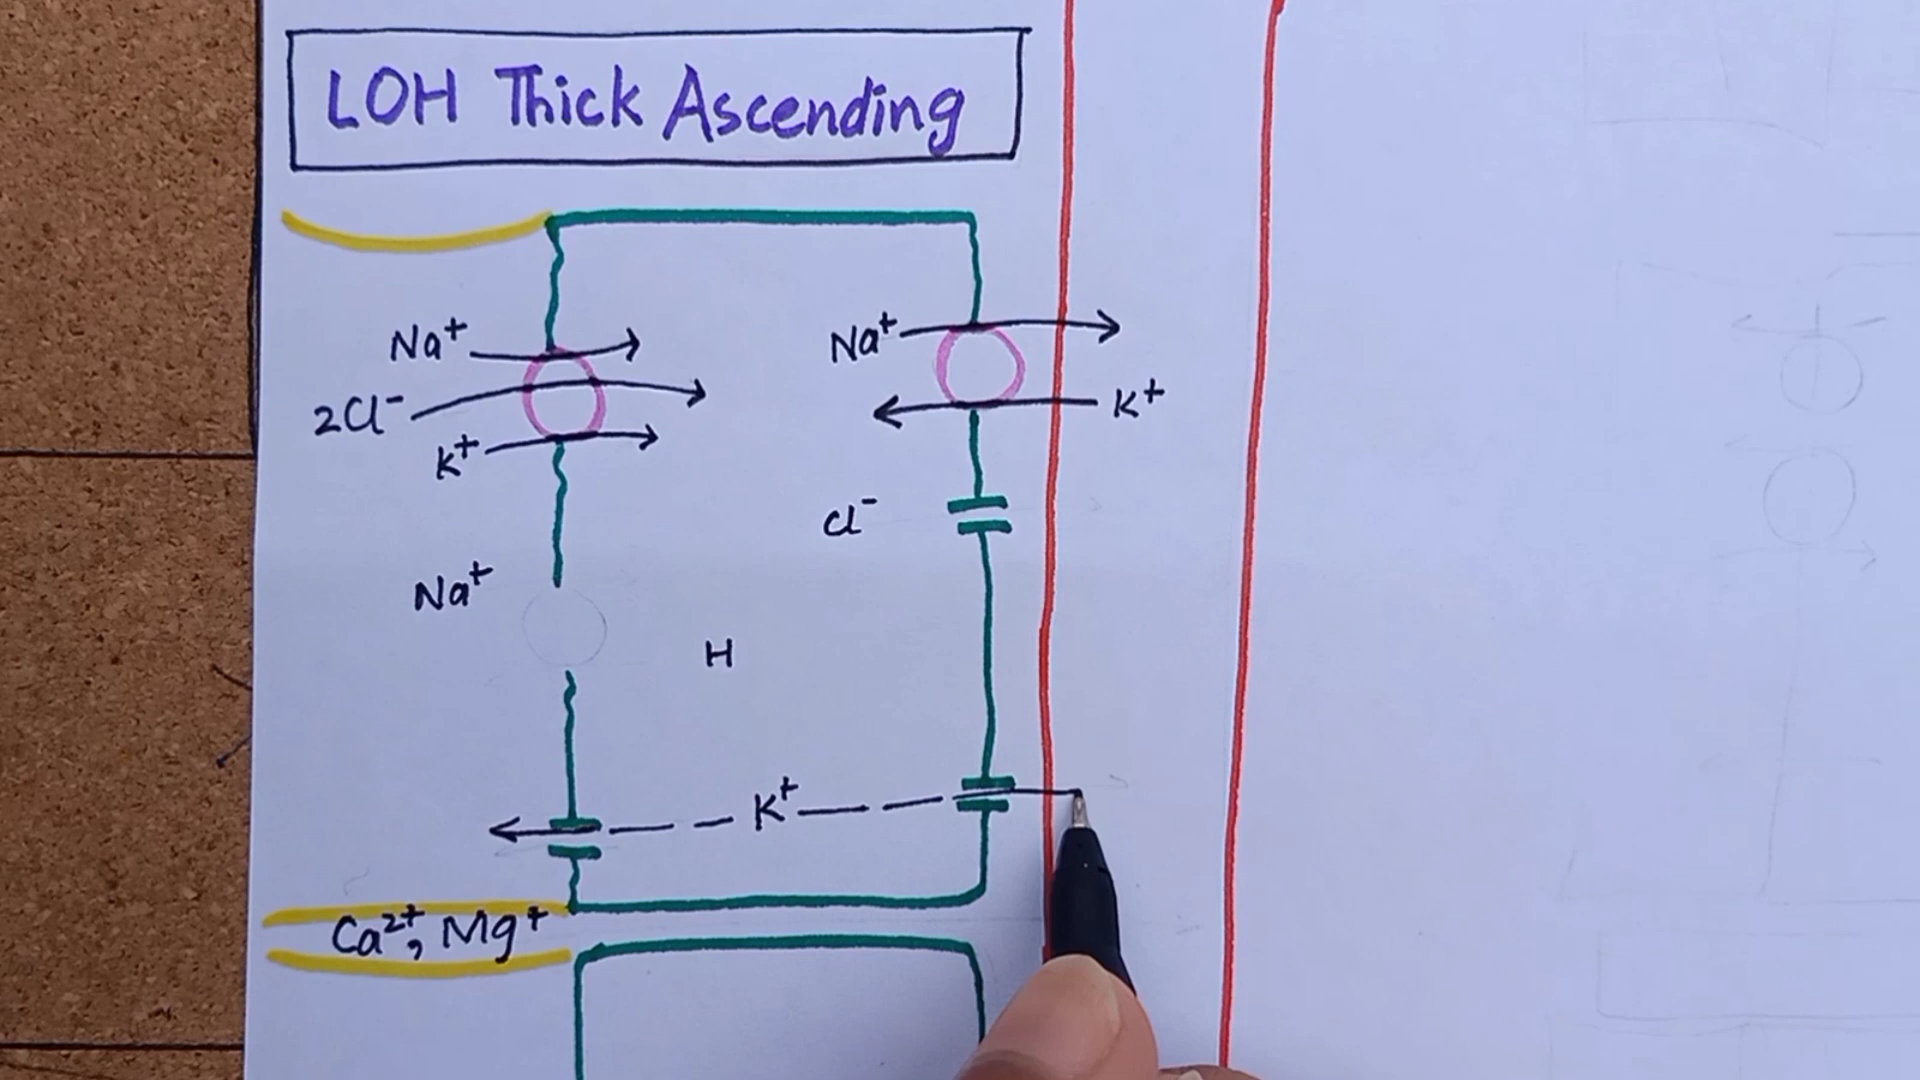 LOH Thick Ascending
Na⁺
2Cl⁻
K⁺
Na⁺
K⁺
Cl⁻
Na⁺
H
K⁺
Ca²⁺, Mg⁺